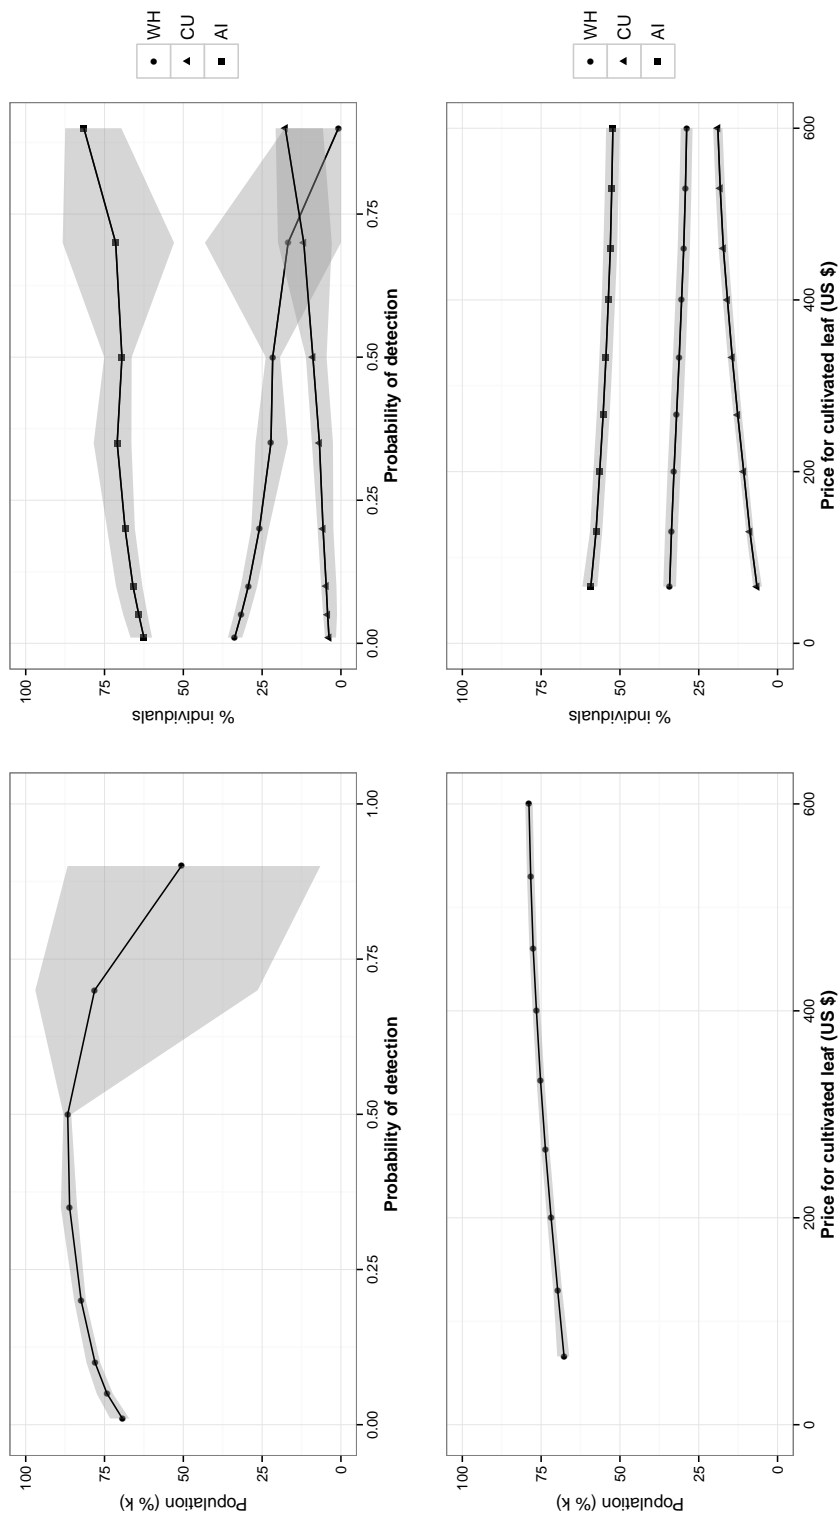 Population (% k)
100
75
50
25
0
0.00 0.25 0.50 0.75 1.00
Probability of detection
% individuals
100
75
50
25
0
0.00 0.25 0.50 0.75
Probability of detection
WH
CU
AI
Population (% k)
100
75
50
25
0
0 200 400 600
Price for cultivated leaf (US $)
% individuals
100
75
50
25
0
0 200 400 600
Price for cultivated leaf (US $)
WH
CU
AI